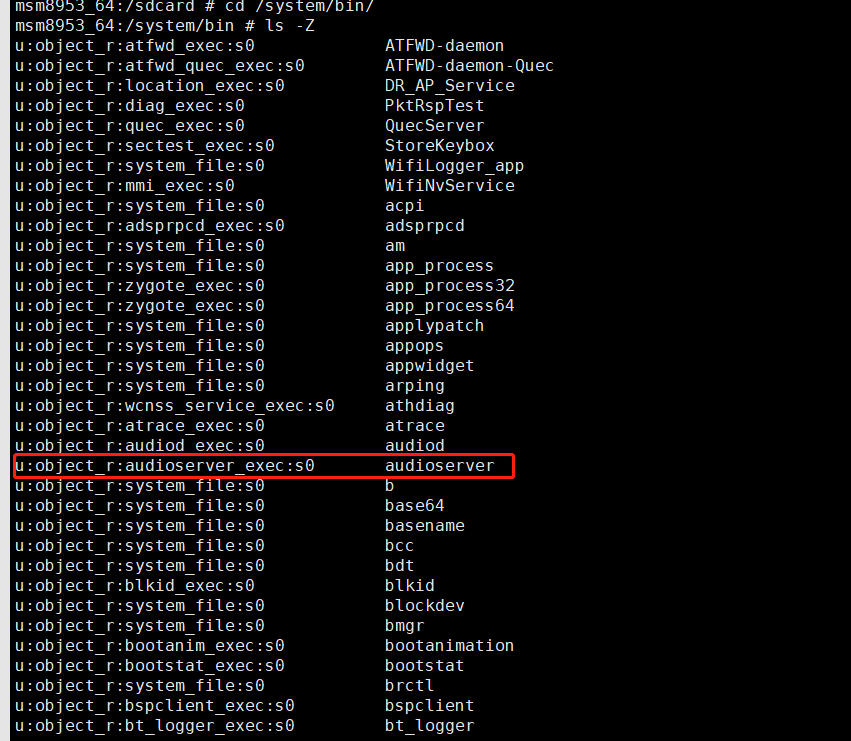 msm8953_64:/sdcard # cd /system/bin/
msm8953_64:/system/bin # ls -Z
u:object_r:atfwd_exec:s0 ATFWD-daemon
u:object_r:atfwd_quec_exec:s0 ATFWD-daemon-Quec
u:object_r:location_exec:s0 DR_AP_Service
u:object_r:diag_exec:s0 PktRspTest
u:object_r:quec_exec:s0 QuecServer
u:object_r:sectest_exec:s0 StoreKeybox
u:object_r:system_file:s0 WifiLogger_app
u:object_r:mmi_exec:s0 WifiNvService
u:object_r:system_file:s0 acpi
u:object_r:adsprpcd_exec:s0 adsprpcd
u:object_r:system_file:s0 am
u:object_r:system_file:s0 app_process
u:object_r:zygote_exec:s0 app_process32
u:object_r:zygote_exec:s0 app_process64
u:object_r:system_file:s0 applypatch
u:object_r:system_file:s0 appops
u:object_r:system_file:s0 appwidget
u:object_r:system_file:s0 arping
u:object_r:wcnss_service_exec:s0 athdiag
u:object_r:atrace_exec:s0 atrace
u:object_r:audiod_exec:s0 audiod
u:object_r:audioserver_exec:s0 audioserver
u:object_r:system_file:s0 b
u:object_r:system_file:s0 base64
u:object_r:system_file:s0 basename
u:object_r:system_file:s0 bcc
u:object_r:system_file:s0 bdt
u:object_r:blkid_exec:s0 blkid
u:object_r:system_file:s0 blockdev
u:object_r:system_file:s0 bmgr
u:object_r:bootanim_exec:s0 bootanimation
u:object_r:bootstat_exec:s0 bootstat
u:object_r:system_file:s0 brctl
u:object_r:bspclient_exec:s0 bspclient
u:object_r:bt_logger_exec:s0 bt_logger